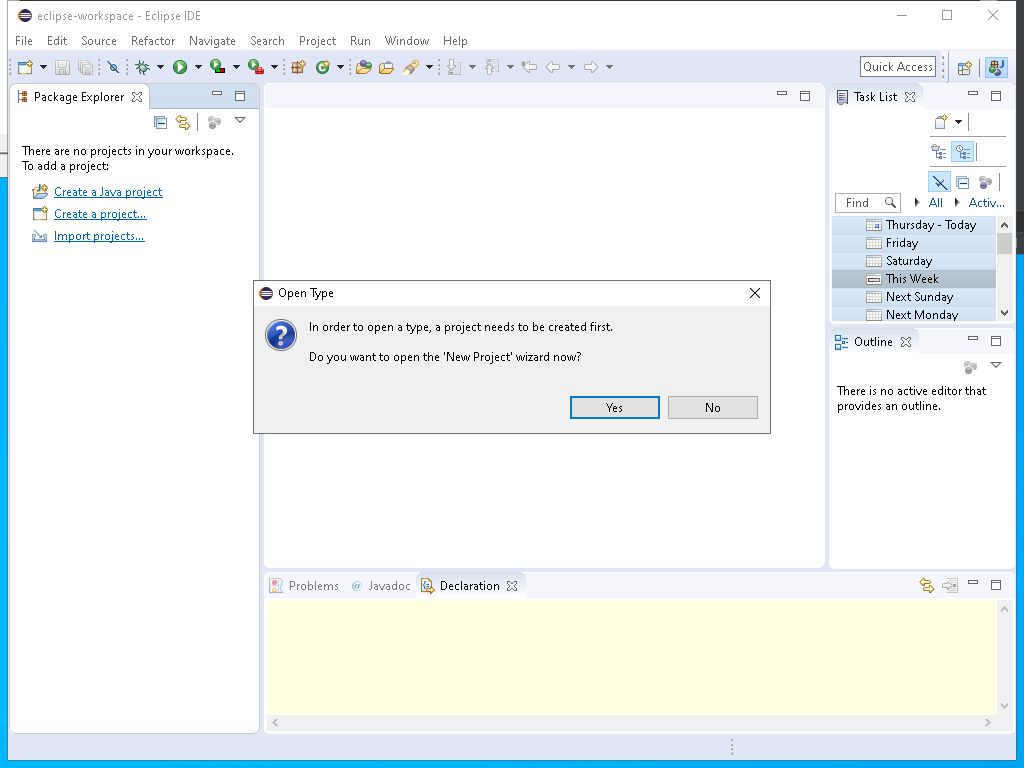 eclipse-workspace - Eclipse IDE
File Edit Source Refactor Navigate Search Project Run Window Help
Quick Access
Package Explorer
There are no projects in your workspace.
To add a project:
Create a Java project
Create a project...
Import projects...
Task List
Find All Activ...
Thursday - Today
Friday
Saturday
This Week
Next Sunday
Next Monday
Outline
There is no active editor that
provides an outline.
Open Type
In order to open a type, a project needs to be created first.
Do you want to open the 'New Project' wizard now?
Yes No
Problems @ Javadoc Declaration